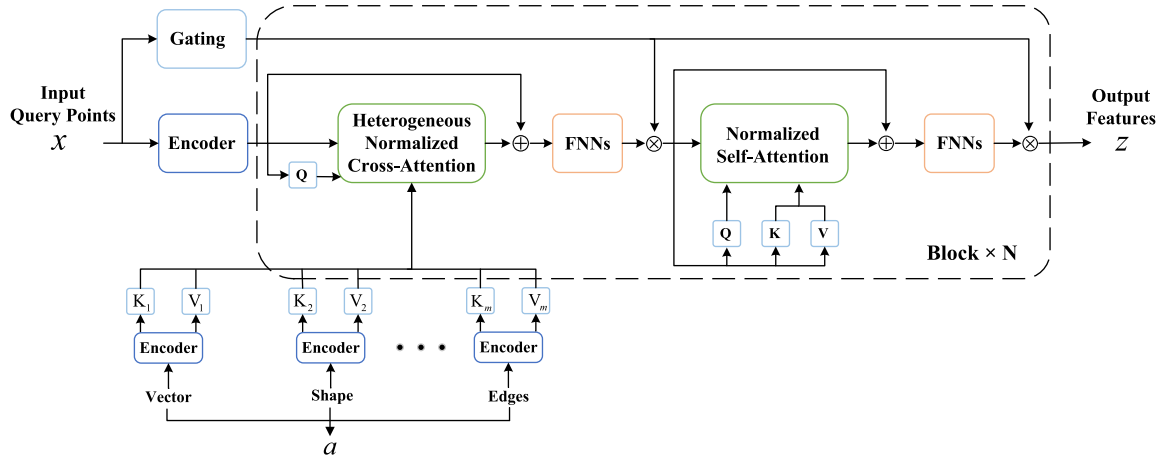 Gating
Input
Query Points
x
Encoder
Heterogeneous
Normalized
Cross-Attention
Q
⊕
FNNs
⊗
Normalized
Self-Attention
Q
K
V
⊕
FNNs
⊗
Output
Features
z
Block × N
K₁
V₁
K₂
V₂
Kₘ
Vₘ
Encoder
Encoder
• • •
Encoder
Vector
Shape
Edges
a